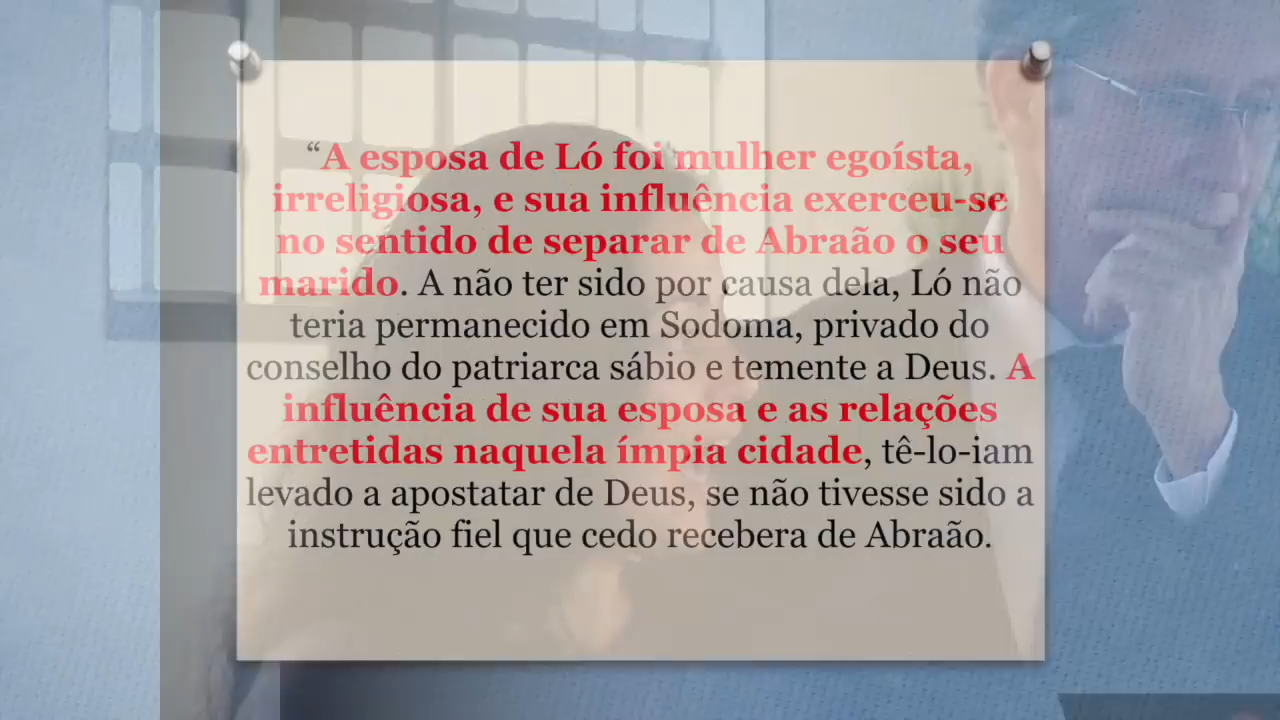 “A esposa de Ló foi mulher egoísta,
irreligiosa, e sua influência exerceu-se
no sentido de separar de Abraão o seu
marido. A não ter sido por causa dela, Ló não
teria permanecido em Sodoma, privado do
conselho do patriarca sábio e temente a Deus. A
influência de sua esposa e as relações
entretidas naquela ímpia cidade, tê-lo-iam
levado a apostatar de Deus, se não tivesse sido a
instrução fiel que cedo recebera de Abraão.